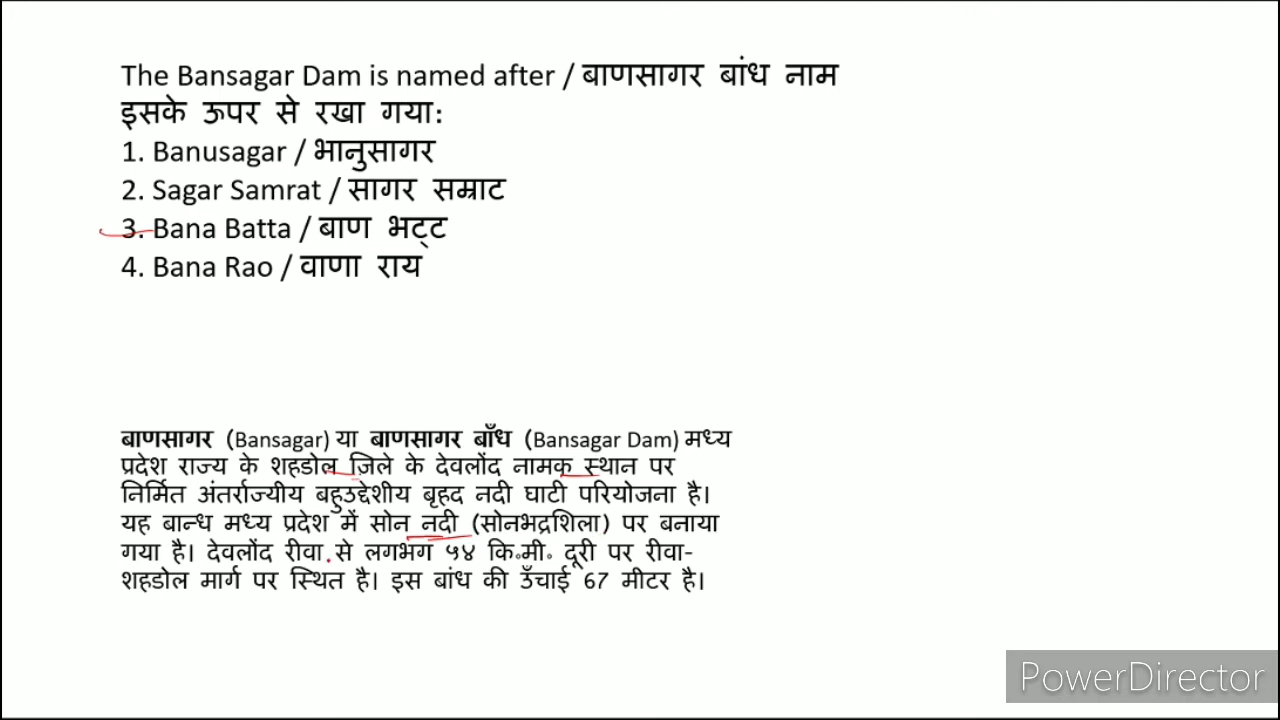 The Bansagar Dam is named after / बाणसागर बांध नाम
इसके ऊपर से रखा गया:
1. Banusagar / भानुसागर
2. Sagar Samrat / सागर सम्राट
3. Bana Batta / बाण भट्ट
4. Bana Rao / वाणा राय
बाणसागर (Bansagar) या बाणसागर बाँध (Bansagar Dam) मध्य
प्रदेश राज्य के शहडोल ज़िले के देवलोंद नामक स्थान पर
निर्मित अंतर्राज्यीय बहुउद्देशीय बृहद नदी घाटी परियोजना है।
यह बान्ध मध्य प्रदेश में सोन नदी (सोनभद्रशिला) पर बनाया
गया है। देवलोंद रीवा से लगभग ५४ कि॰मी॰ दूरी पर रीवा-
शहडोल मार्ग पर स्थित है। इस बांध की उँचाई 67 मीटर है।
PowerDirector